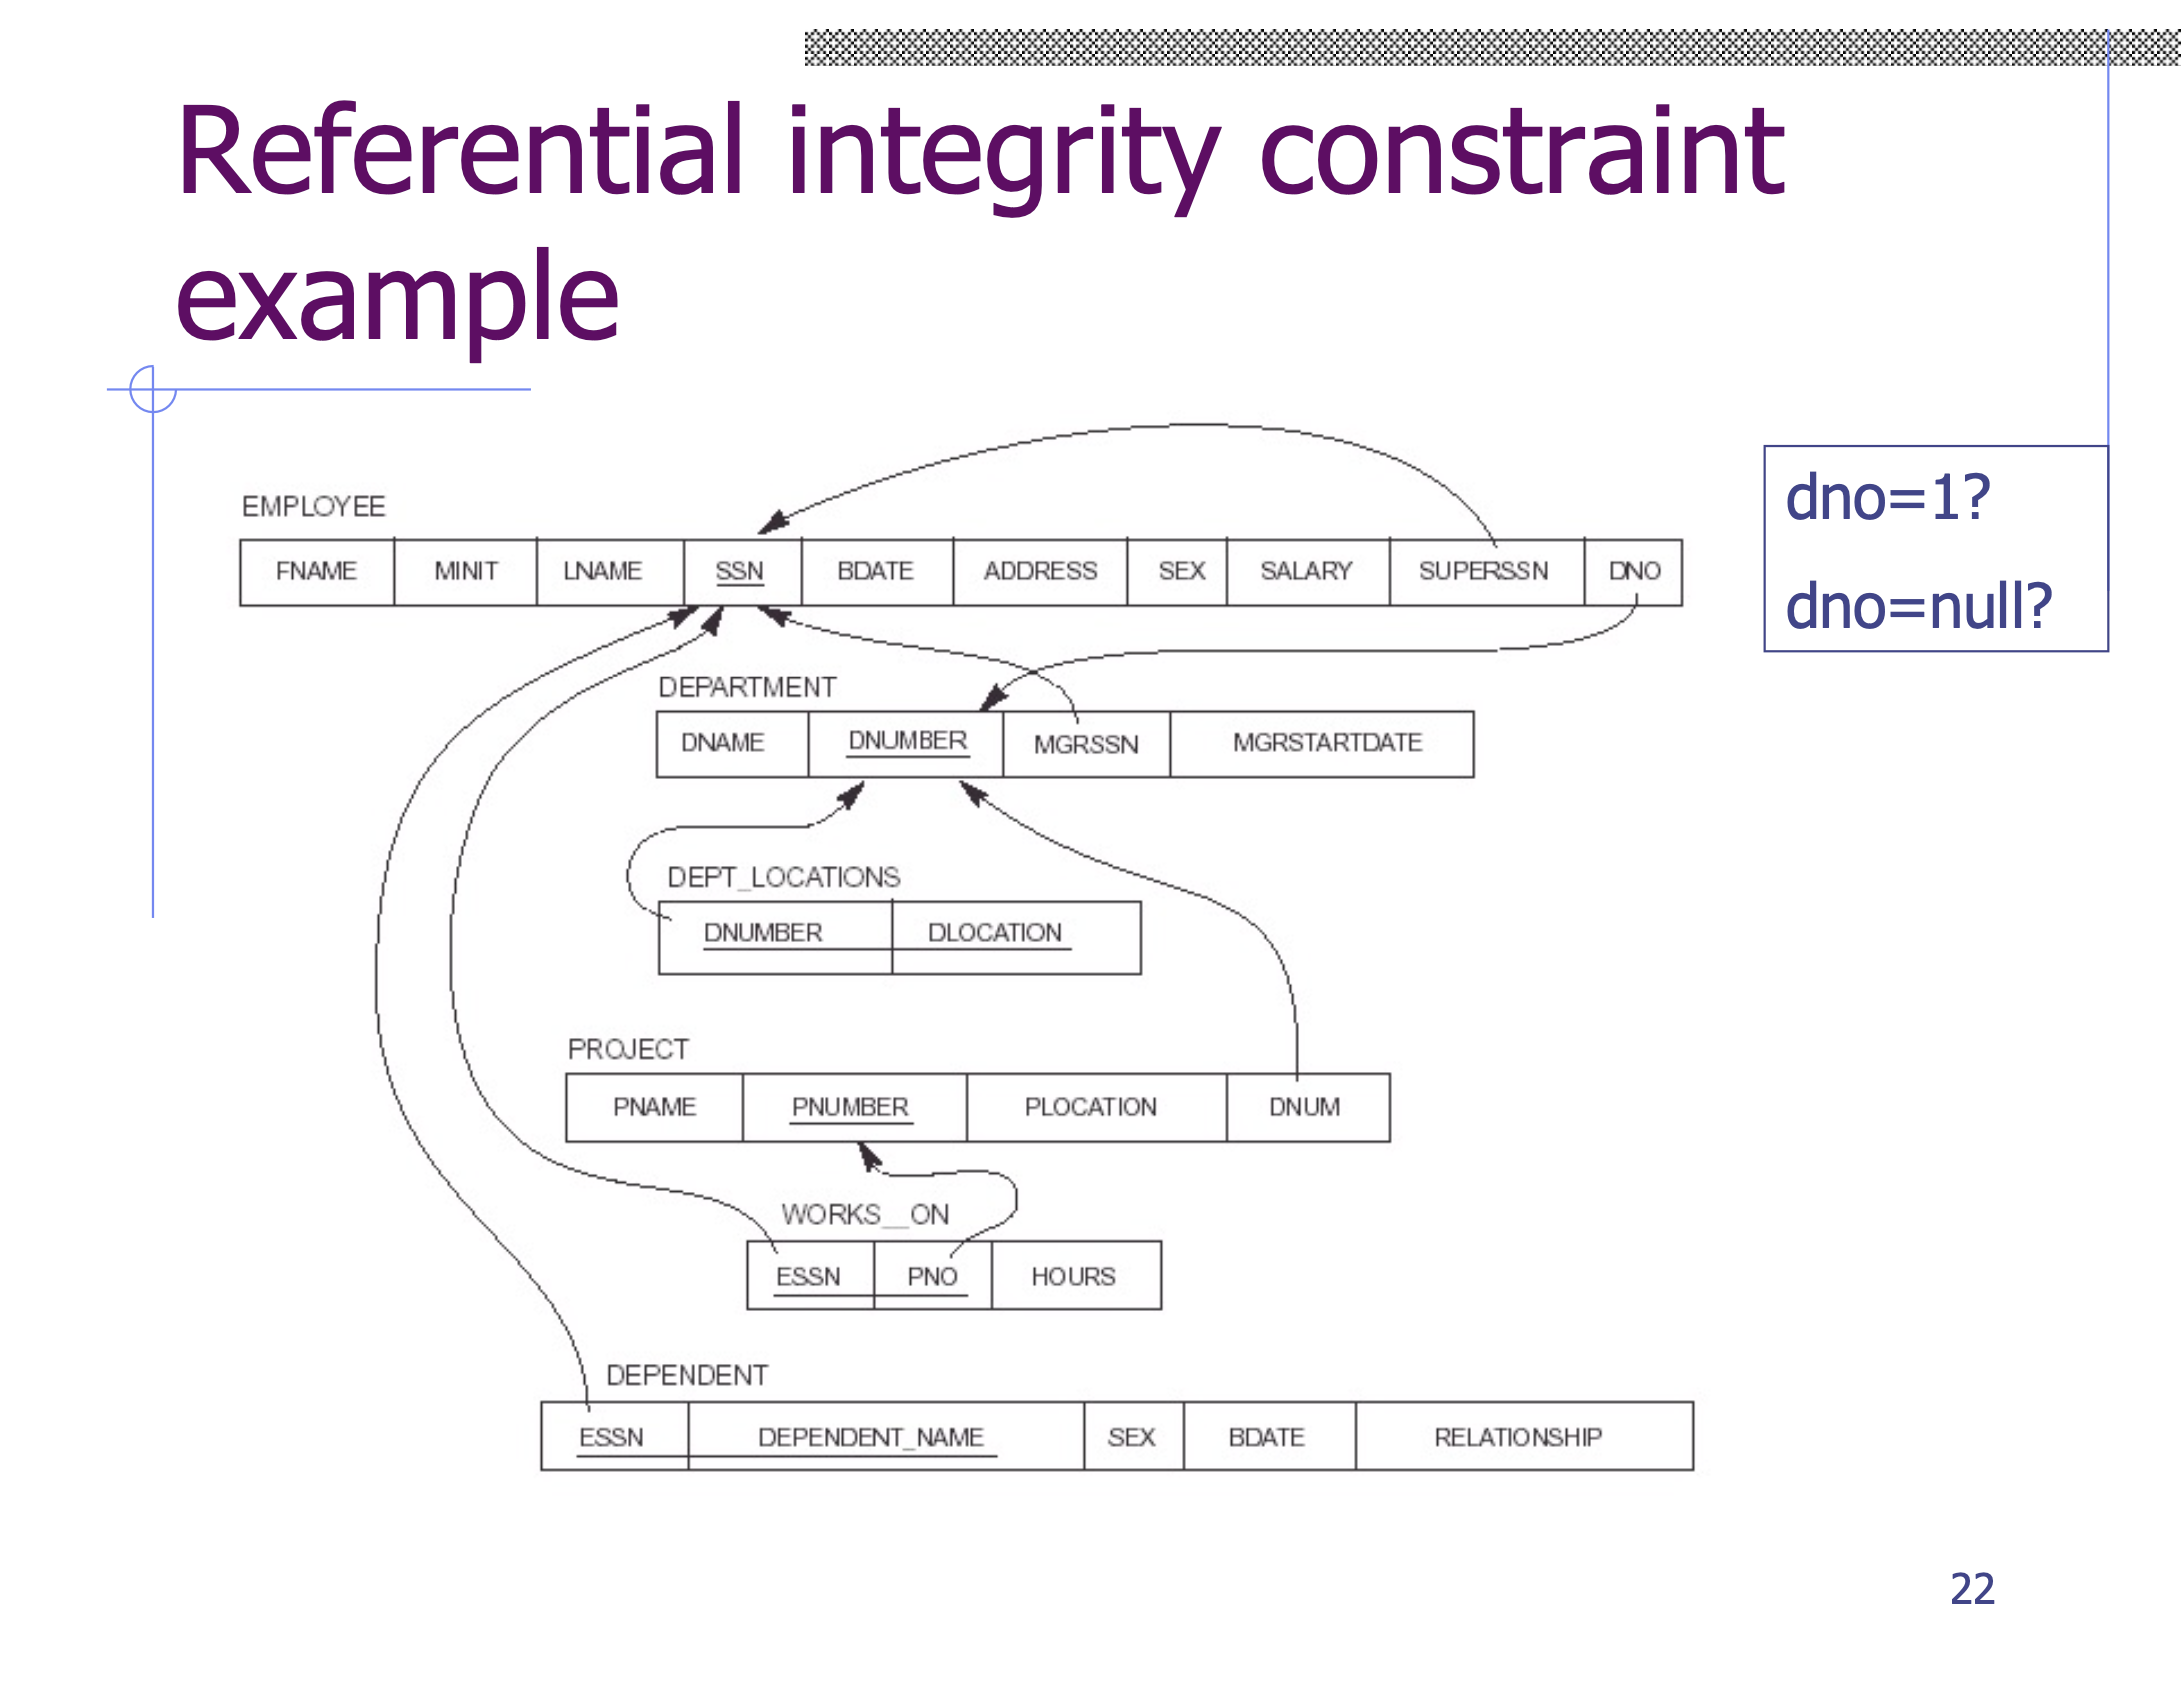 Referential integrity constraint
example
dno=1?
dno=null?
EMPLOYEE
FNAME MINIT LNAME SSN BDATE ADDRESS SEX SALARY SUPERSSN DNO
DEPARTMENT
DNAME DNUMBER MGRSSN MGRSTARTDATE
DEPT_LOCATIONS
DNUMBER DLOCATION
PROJECT
PNAME PNUMBER PLOCATION DNUM
WORKS__ON
ESSN PNO HOURS
DEPENDENT
ESSN DEPENDENT_NAME SEX BDATE RELATIONSHIP
22